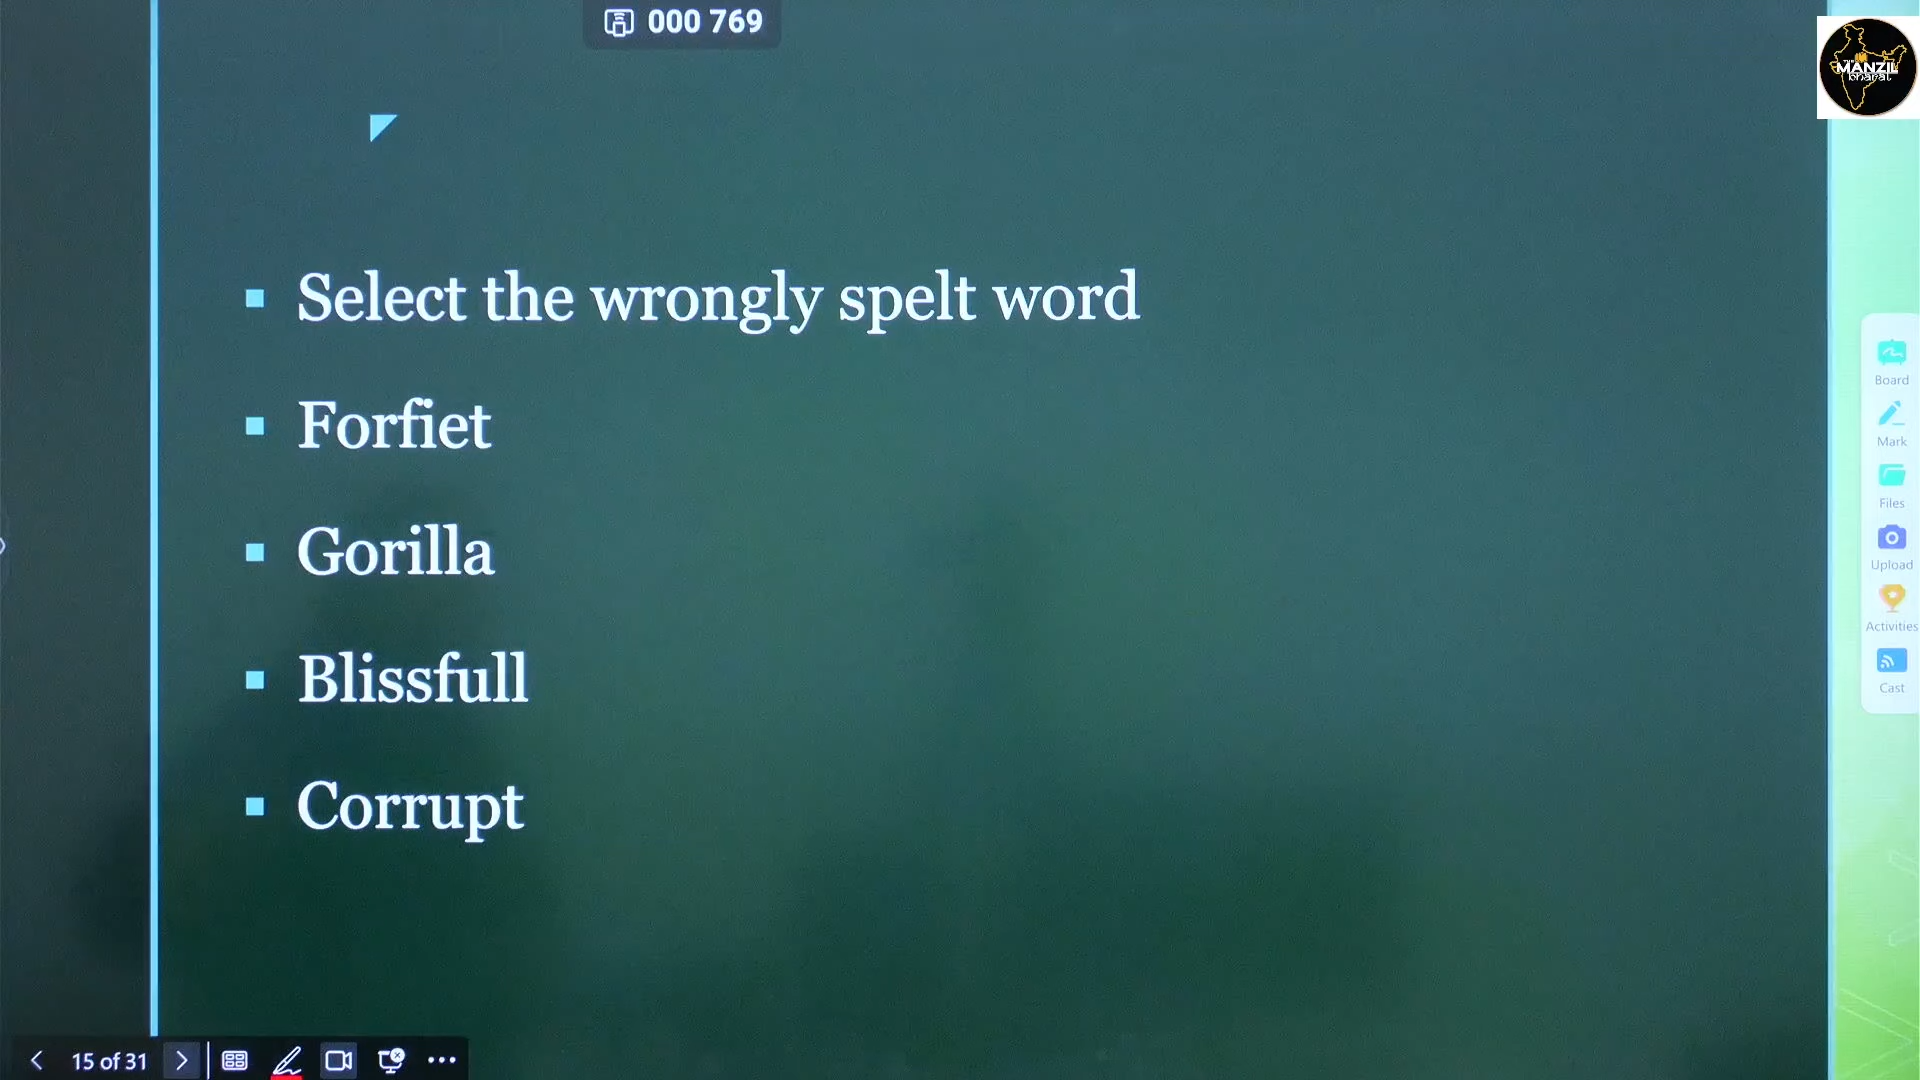 000 769
MANZIL
bharat
Select the wrongly spelt word
Forfiet
Gorilla
Blissfull
Corrupt
Board
Mark
Files
Upload
Activities
Cast
15 of 31